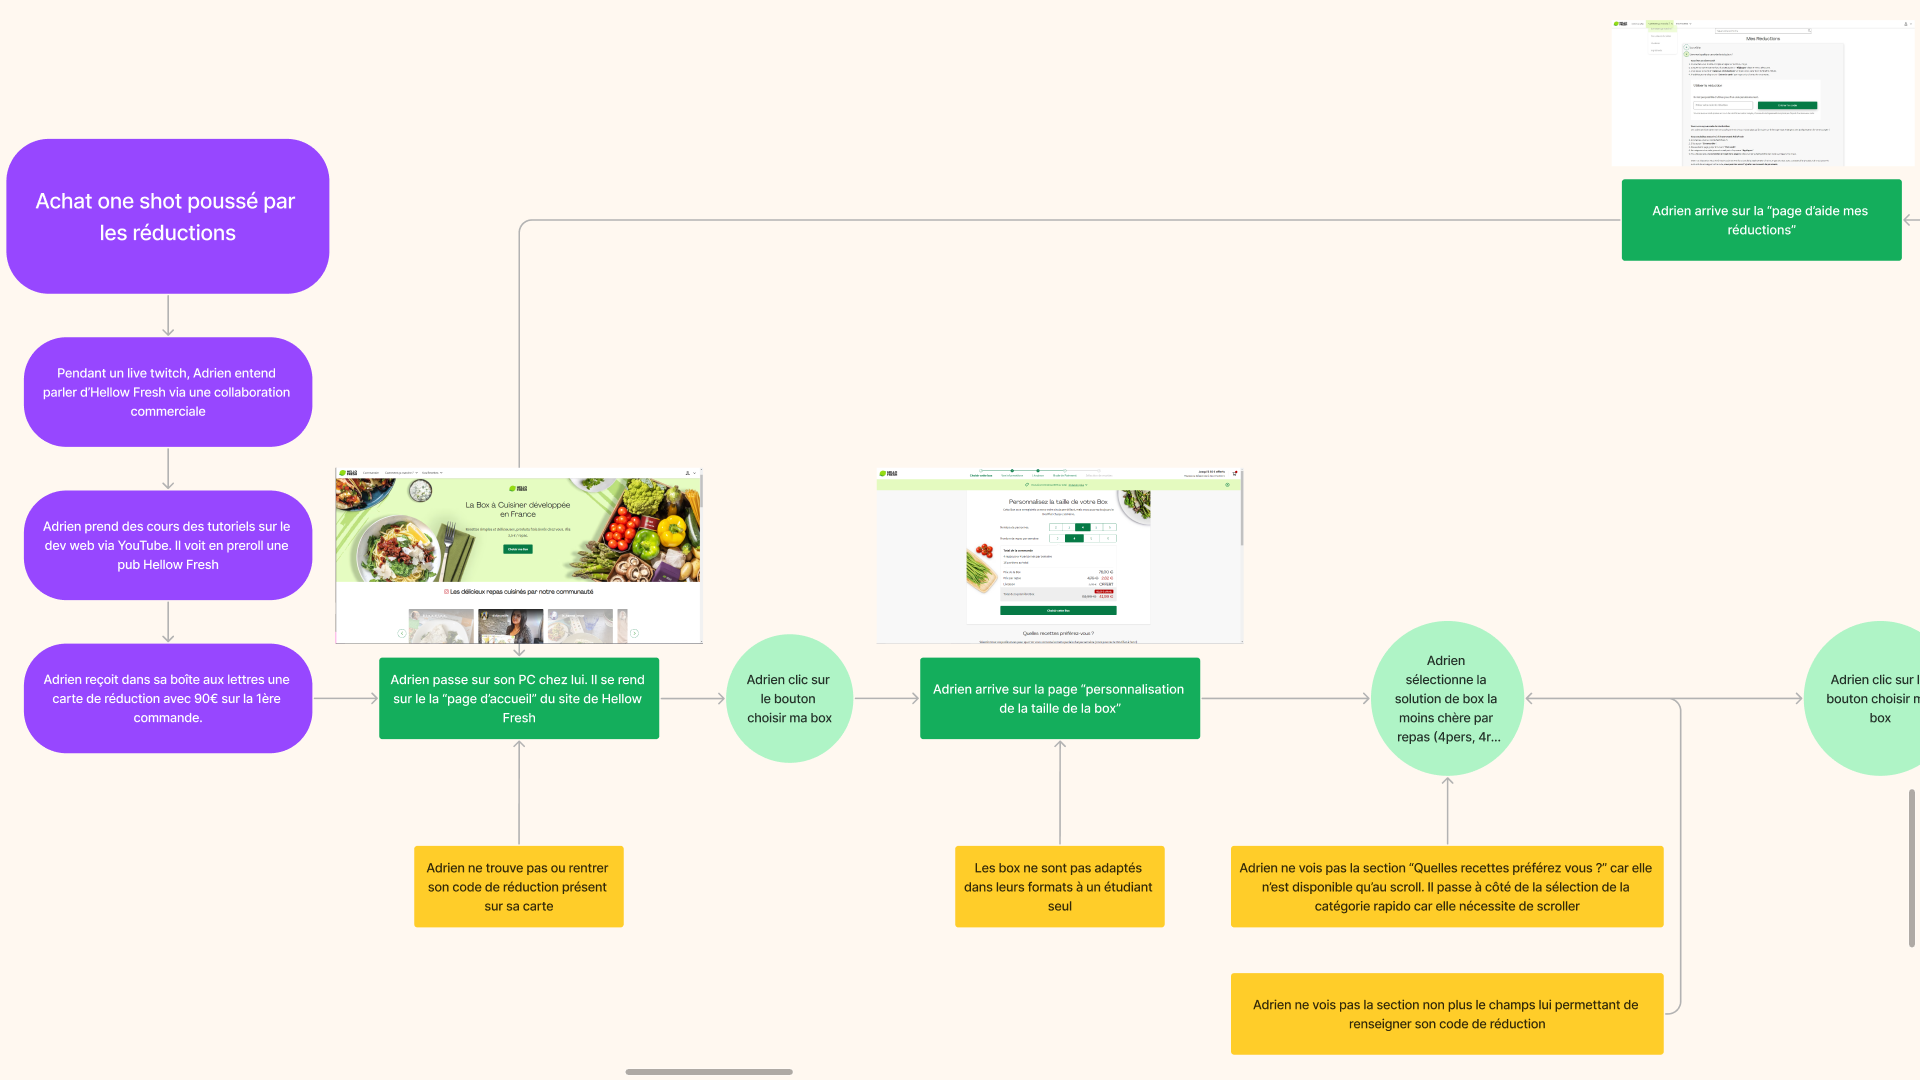 Achat one shot poussé par
les réductions
Pendant un live twitch, Adrien entend
parler d’Hellow Fresh via une collaboration
commerciale
Adrien prend des cours des tutoriels sur le
dev web via YouTube. Il voit en preroll une
pub Hellow Fresh
Adrien reçoit dans sa boîte aux lettres une
carte de réduction avec 90€ sur la 1ère
commande.
HELLO
FRESH
La Box à Cuisiner développée
en France
Choisir ma Box
Les délicieux repas cuisinés par notre communauté
Adrien passe sur son PC chez lui. Il se rend
sur le la “page d’accueil” du site de Hellow
Fresh
Adrien ne trouve pas ou rentrer
son code de réduction présent
sur sa carte
Adrien clic sur
le bouton
choisir ma box
Personnalisez la taille de votre Box
Quelles recettes préférez-vous ?
Adrien arrive sur la page “personnalisation
de la taille de la box”
Les box ne sont pas adaptés
dans leurs formats à un étudiant
seul
Adrien
sélectionne la
solution de box la
moins chère par
repas (4pers, 4r...
Adrien ne vois pas la section “Quelles recettes préférez vous ?” car elle
n’est disponible qu’au scroll. Il passe à côté de la sélection de la
catégorie rapido car elle nécessite de scroller
Adrien ne vois pas la section non plus le champs lui permettant de
renseigner son code de réduction
Mes Réductions
Adrien arrive sur la “page d’aide mes
réductions”
Adrien clic sur l
bouton choisir m
box